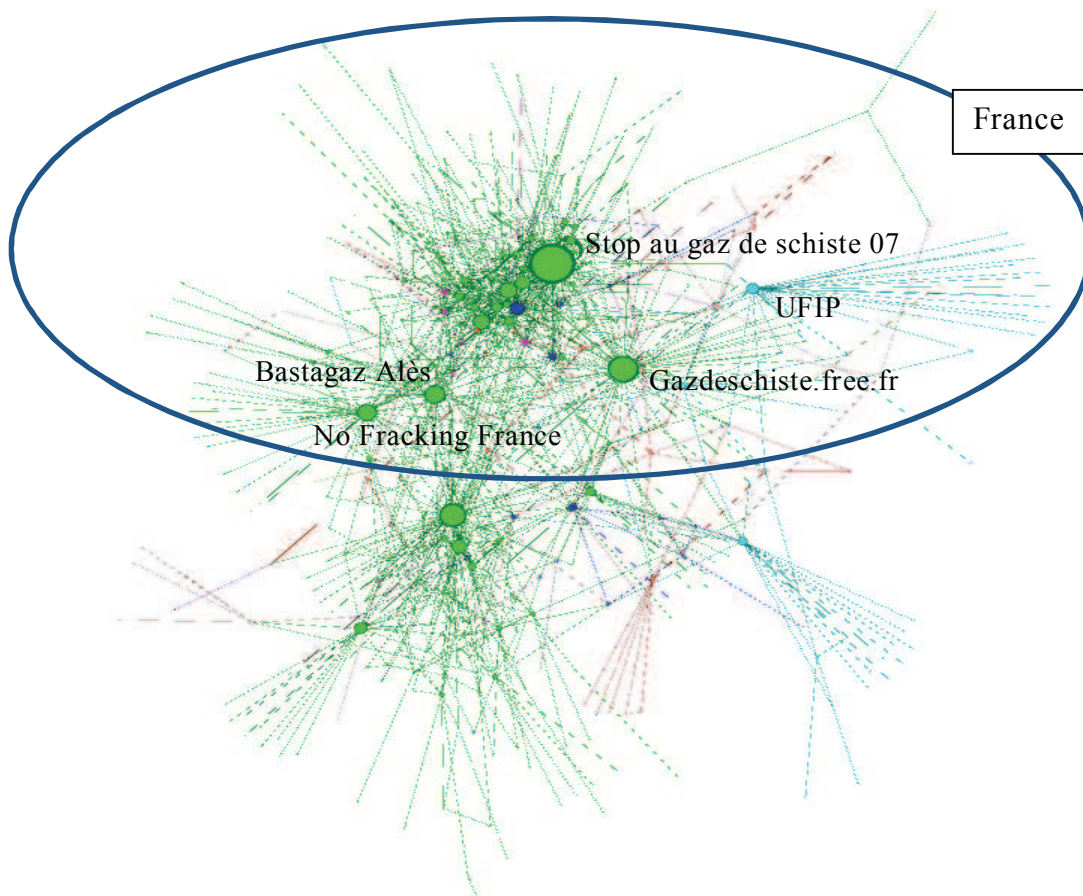 France
Stop au gaz de schiste 07
UFIP
Bastagaz Alès
Gazdeschiste.free.fr
No Fracking France